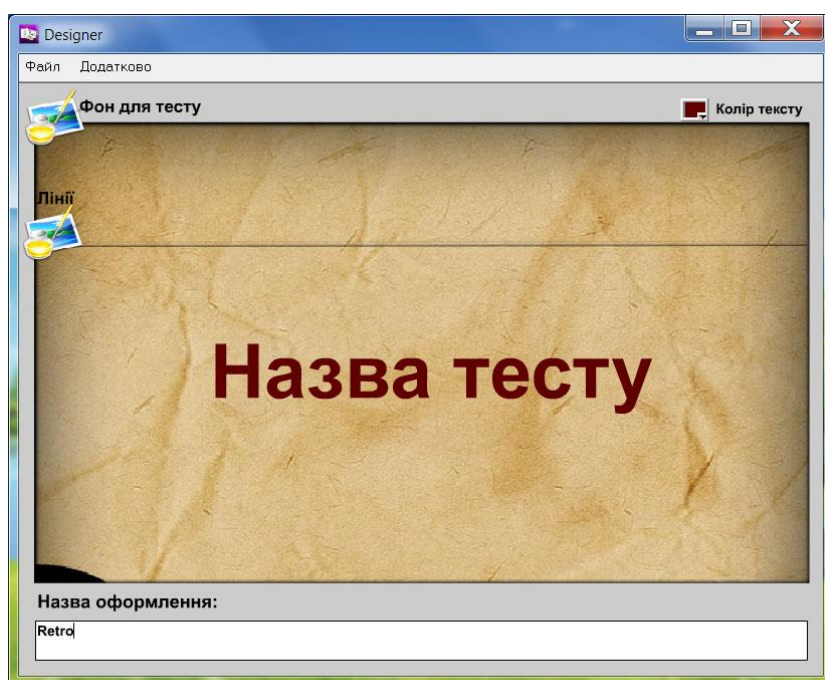 Designer
Файл Додатково
Фон для тесту
Колір тексту
Лінії
Назва тесту
Назва оформлення:
Retro